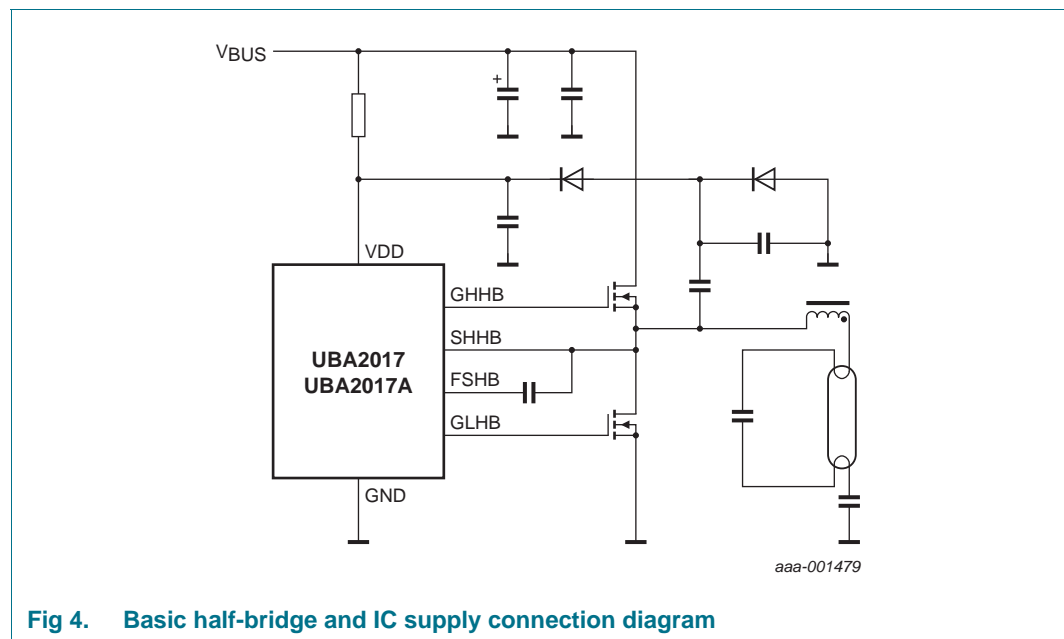 VBUS
VDD
GHHB
SHHB
UBA2017
UBA2017A
FSHB
GLHB
GND
+
aaa-001479
Fig 4. Basic half-bridge and IC supply connection diagram